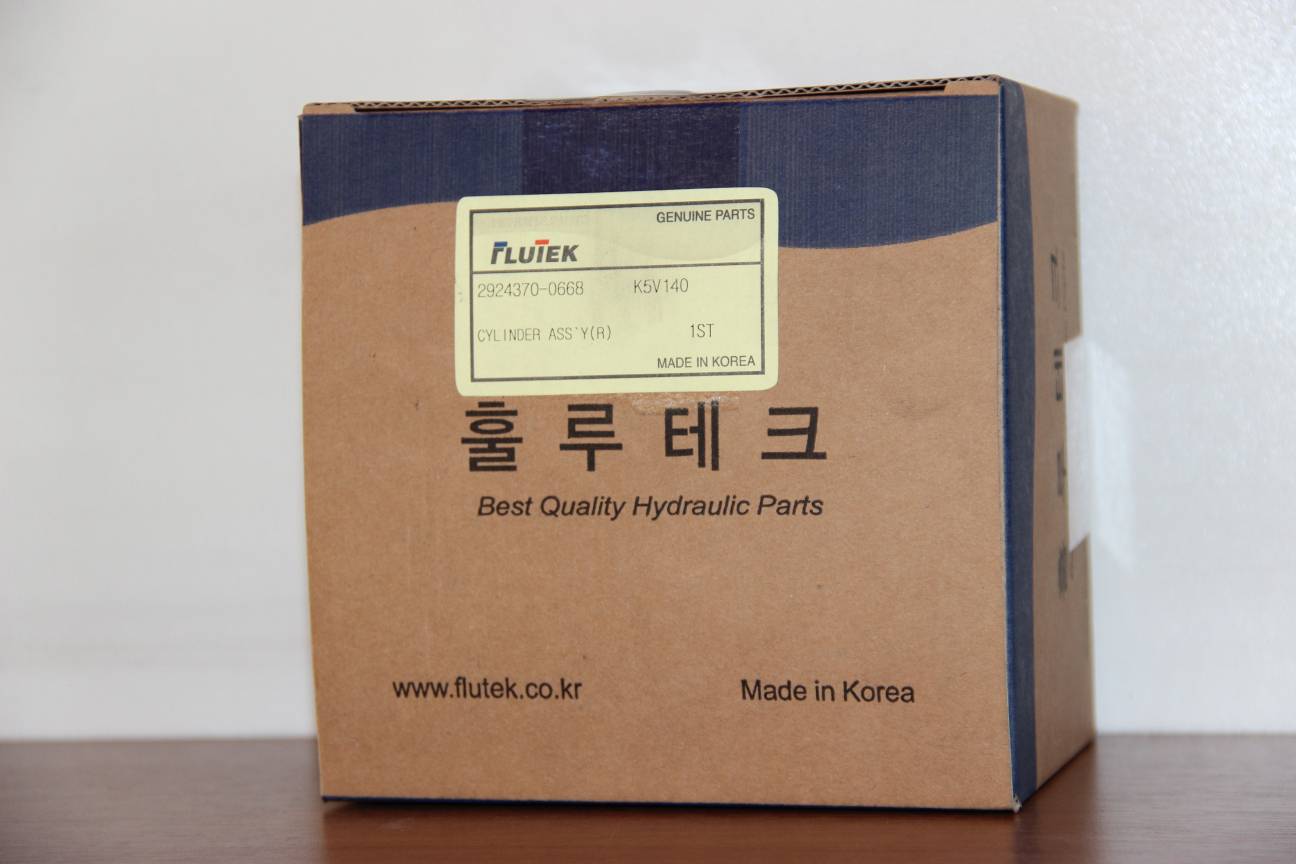 GENUINE PARTS
FLUTEK
2924370-0668 K5V140
CYLINDER ASS'Y(R) 1ST
MADE IN KOREA
훌루테크
Best Quality Hydraulic Parts
www.flutek.co.kr Made in Korea